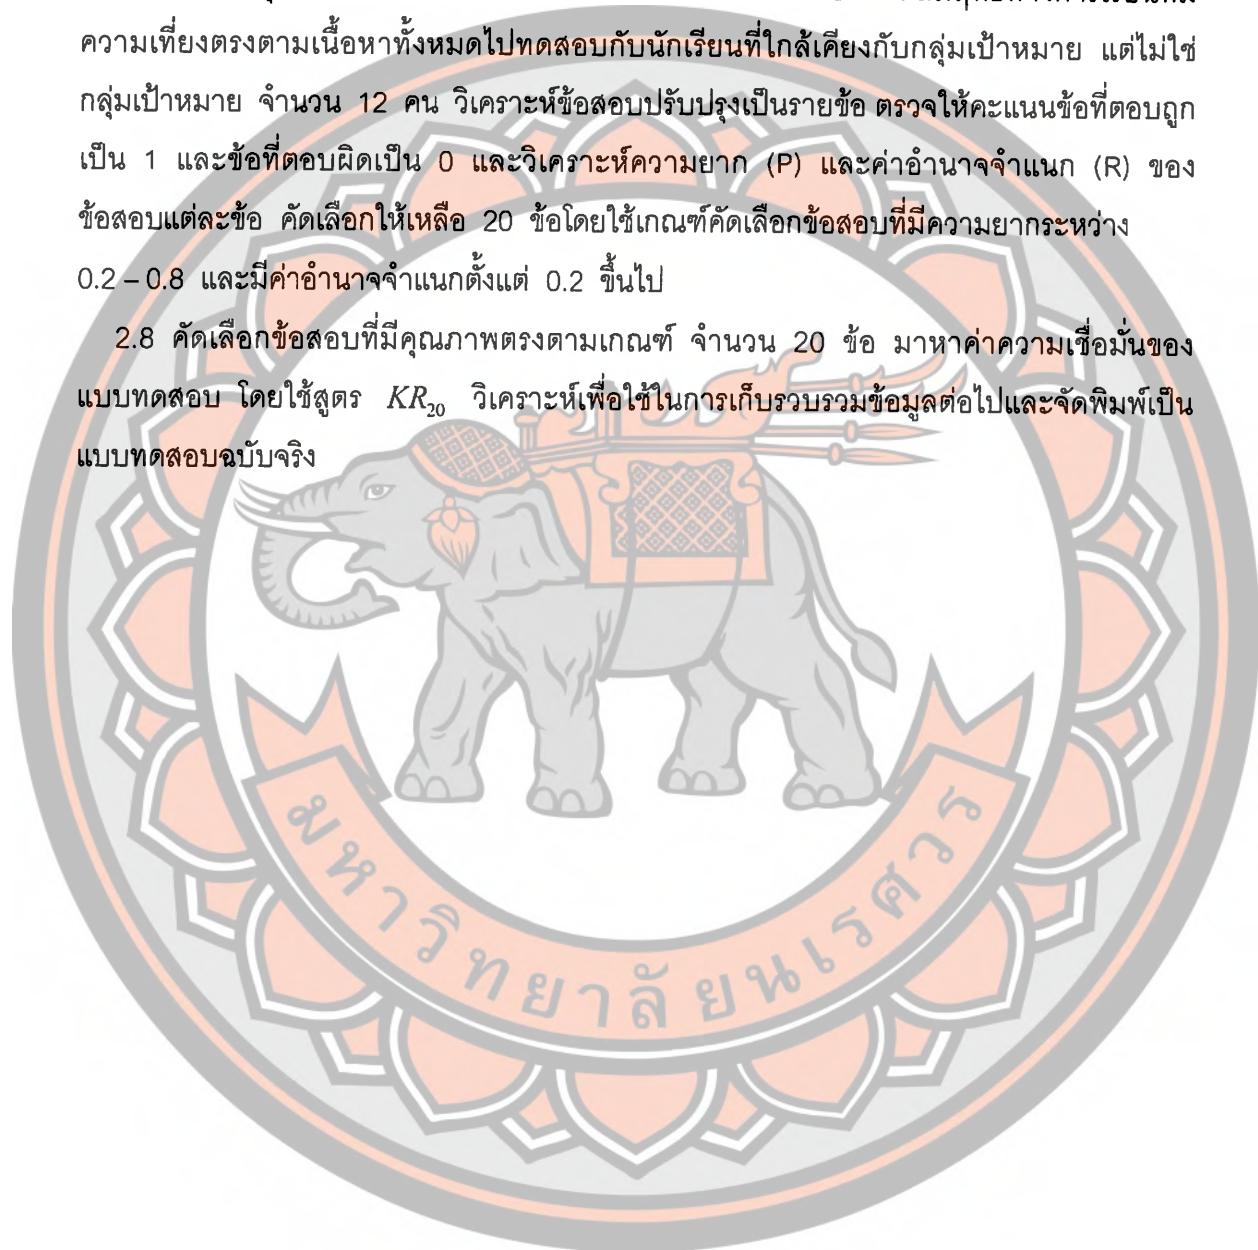 ความเที่ยงตรงตามเนื้อหาทั้งหมดไปทดสอบกับนักเรียนที่ใกล้เคียงกับกลุ่มเป้าหมาย แต่ไม่ใช่
กลุ่มเป้าหมาย จำนวน 12 คน วิเคราะห์ข้อสอบปรับปรุงเป็นรายข้อ ตรวจให้คะแนนข้อที่ตอบถูก
เป็น 1 และข้อที่ตอบผิดเป็น 0 และวิเคราะห์ความยาก (P) และค่าอำนาจจำแนก (R) ของ
ข้อสอบแต่ละข้อ คัดเลือกให้เหลือ 20 ข้อโดยใช้เกณฑ์คัดเลือกข้อสอบที่มีความยากระหว่าง
0.2 – 0.8 และมีค่าอำนาจจำแนกตั้งแต่ 0.2 ขึ้นไป
2.8 คัดเลือกข้อสอบที่มีคุณภาพตรงตามเกณฑ์ จำนวน 20 ข้อ มาหาค่าความเชื่อมั่นของ
แบบทดสอบ โดยใช้สูตร KR₂₀ วิเคราะห์เพื่อใช้ในการเก็บรวบรวมข้อมูลต่อไปและจัดพิมพ์เป็น
แบบทดสอบฉบับจริง
มหาวิทยาลัยนเรศวร